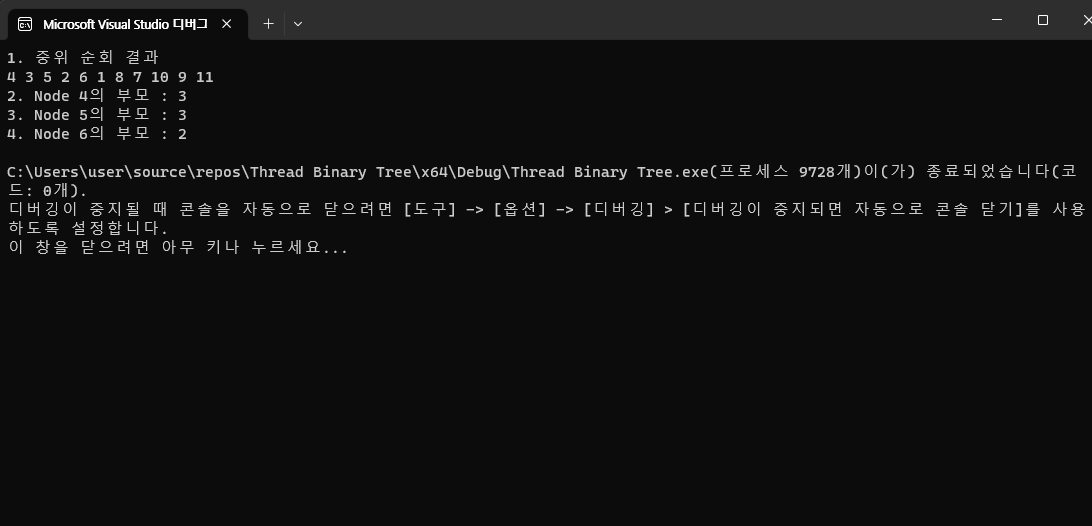 Microsoft Visual Studio 디버그
1. 중위 순회 결과
4 3 5 2 6 1 8 7 10 9 11
2. Node 4의 부모 : 3
3. Node 5의 부모 : 3
4. Node 6의 부모 : 2
C:\Users\user\source\repos\Thread Binary Tree\x64\Debug\Thread Binary Tree.exe(프로세스 9728개)이(가) 종료되었습니다(코
드: 0개).
디버깅이 중지될 때 콘솔을 자동으로 닫으려면 [도구] -> [옵션] -> [디버깅] > [디버깅이 중지되면 자동으로 콘솔 닫기]를 사용
하도록 설정합니다.
이 창을 닫으려면 아무 키나 누르세요...